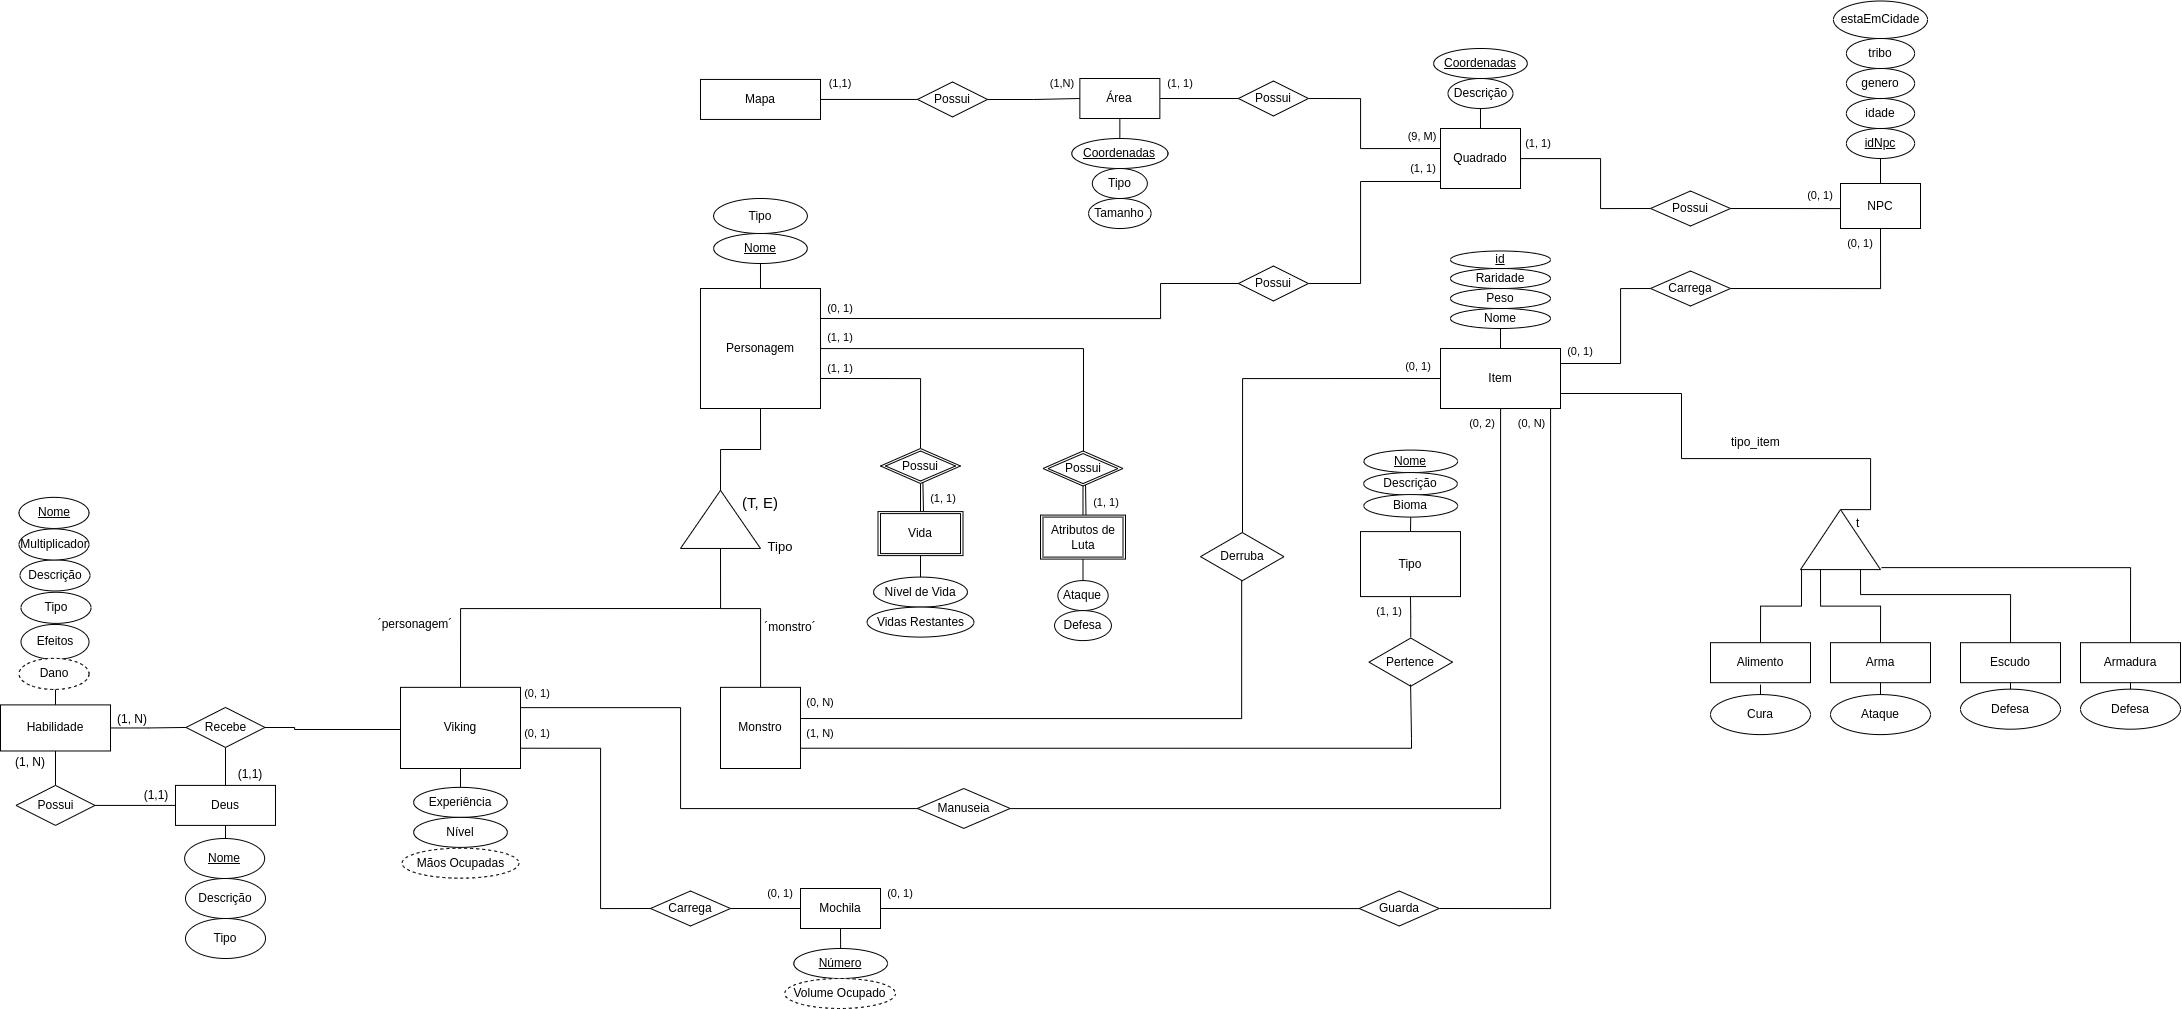 estaEmCidade
tribo
genero
idade
idNpc
NPC
(0, 1)
(0, 1)
Coordenadas
Descrição
Quadrado
(9, M)
(1, 1)
(1, 1)
Possui
Mapa
(1,1)
Possui
(1,N)
Área
(1, 1)
Possui
Coordenadas
Tipo
Tamanho
Tipo
Nome
Personagem
(0, 1)
(1, 1)
(1, 1)
Possui
id
Raridade
Peso
Nome
Item
(0, 1)
(0, 1)
(0, 2)
(0, N)
Carrega
tipo_item
t
Possui
(1, 1)
Vida
Nível de Vida
Vidas Restantes
Possui
(1, 1)
Atributos de
Luta
Ataque
Defesa
(T, E)
Tipo
´personagem´
´monstro´
Derruba
Nome
Descrição
Bioma
Tipo
(1, 1)
Pertence
Alimento
Cura
Arma
Ataque
Escudo
Defesa
Armadura
Defesa
Nome
Multiplicador
Descrição
Tipo
Efeitos
Dano
Habilidade
(1, N)
(1, N)
Recebe
Possui
(1,1)
(1,1)
Deus
Nome
Descrição
Tipo
Viking
(0, 1)
(0, 1)
Experiência
Nível
Mãos Ocupadas
Monstro
(0, N)
(1, N)
Manuseia
Carrega
(0, 1)
Mochila
(0, 1)
Guarda
Número
Volume Ocupado